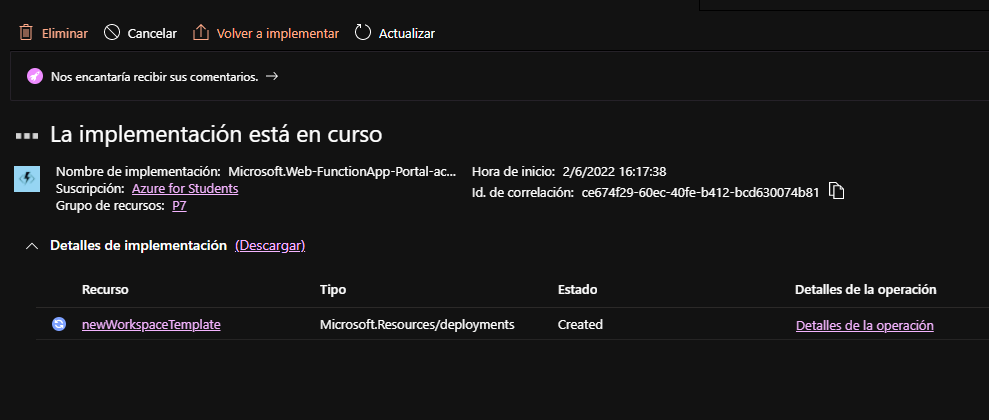 Eliminar Cancelar Volver a implementar Actualizar
Nos encantaría recibir sus comentarios. →
La implementación está en curso
Nombre de implementación: Microsoft.Web-FunctionApp-Portal-ac... Hora de inicio: 2/6/2022 16:17:38
Suscripción: Azure for Students Id. de correlación: ce674f29-60ec-40fe-b412-bcd630074b81
Grupo de recursos: P7
Detalles de implementación (Descargar)
Recurso Tipo Estado Detalles de la operación
newWorkspaceTemplate Microsoft.Resources/deployments Created Detalles de la operación